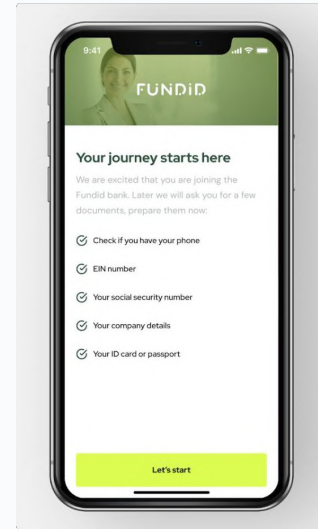 9:41
FUNDID
Your journey starts here
We are excited that you are joining the
Fundid bank. Later we will ask you for a few
documents, prepare them now:
Check if you have your phone
EIN number
Your social security number
Your company details
Your ID card or passport
Let's start